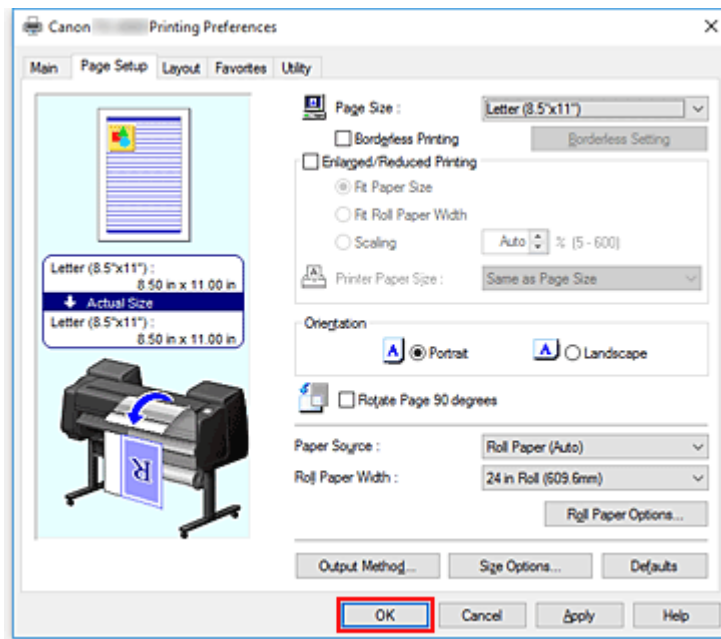 Canon Printing Preferences
Main Page Setup Layout Favorites Utility
Page Size : Letter (8.5"x11")
Borderless Printing Borderless Setting
Enlarged/Reduced Printing
Fit Paper Size
Fit Roll Paper Width
Scaling Auto % (5 - 600)
Printer Paper Size : Same as Page Size
Letter (8.5"x11") :
8.50 in x 11.00 in
Actual Size
Letter (8.5"x11") :
8.50 in x 11.00 in
Orientation
A Portrait A Landscape
Rotate Page 90 degrees
R
Paper Source : Roll Paper (Auto)
Roll Paper Width : 24 in Roll (609.6mm)
Roll Paper Options...
Output Method... Size Options... Defaults
OK Cancel Apply Help